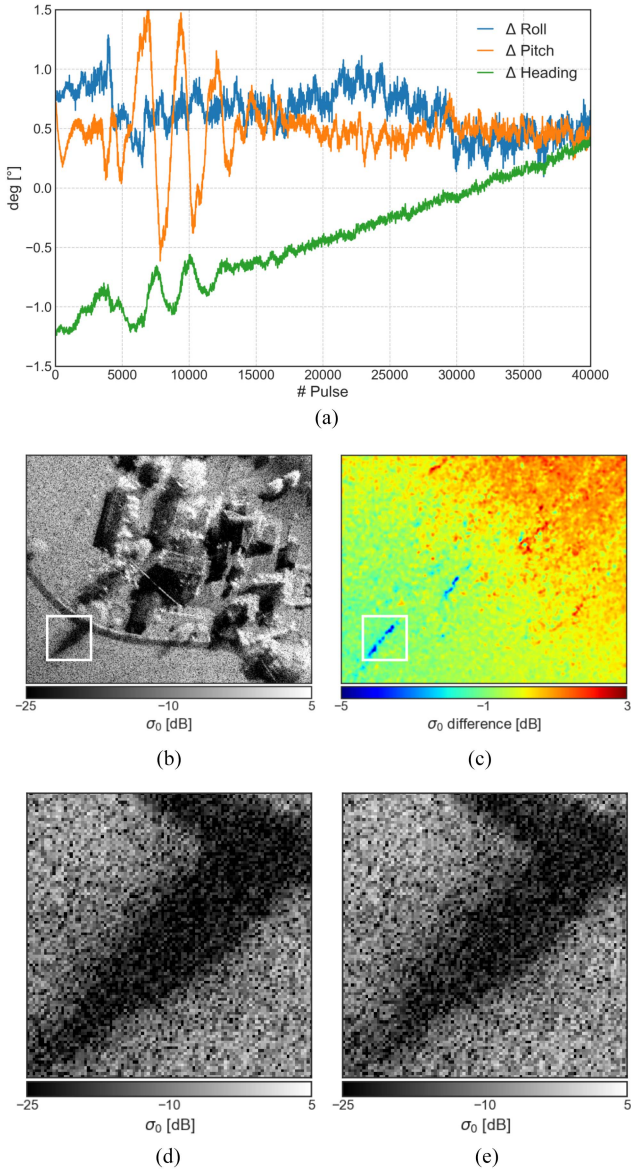 1.5
1.0
0.5
0.0
−0.5
−1.0
−1.5
deg [°]
Δ Roll
Δ Pitch
Δ Heading
0 5000 10000 15000 20000 25000 30000 35000 40000
# Pulse
(a)
−25 −10 5 −5 −1 3
σ0 [dB] σ0 difference [dB]
(b) (c)
−25 −10 5 −25 −10 5
σ0 [dB] σ0 [dB]
(d) (e)